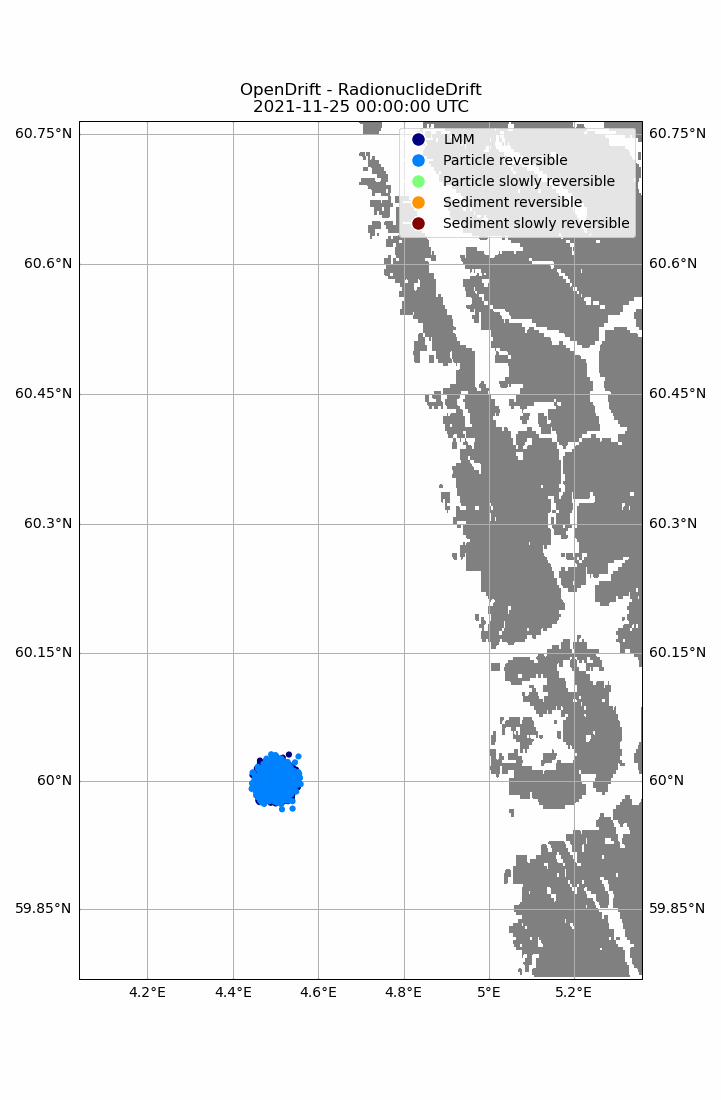 OpenDrift - RadionuclideDrift
2021-11-25 00:00:00 UTC
60.75°N
60.75°N
LMM
Particle reversible
Particle slowly reversible
Sediment reversible
Sediment slowly reversible
60.6°N
60.6°N
60.45°N
60.45°N
60.3°N
60.3°N
60.15°N
60.15°N
60°N
60°N
59.85°N
59.85°N
4.2°E 4.4°E 4.6°E 4.8°E 5°E 5.2°E